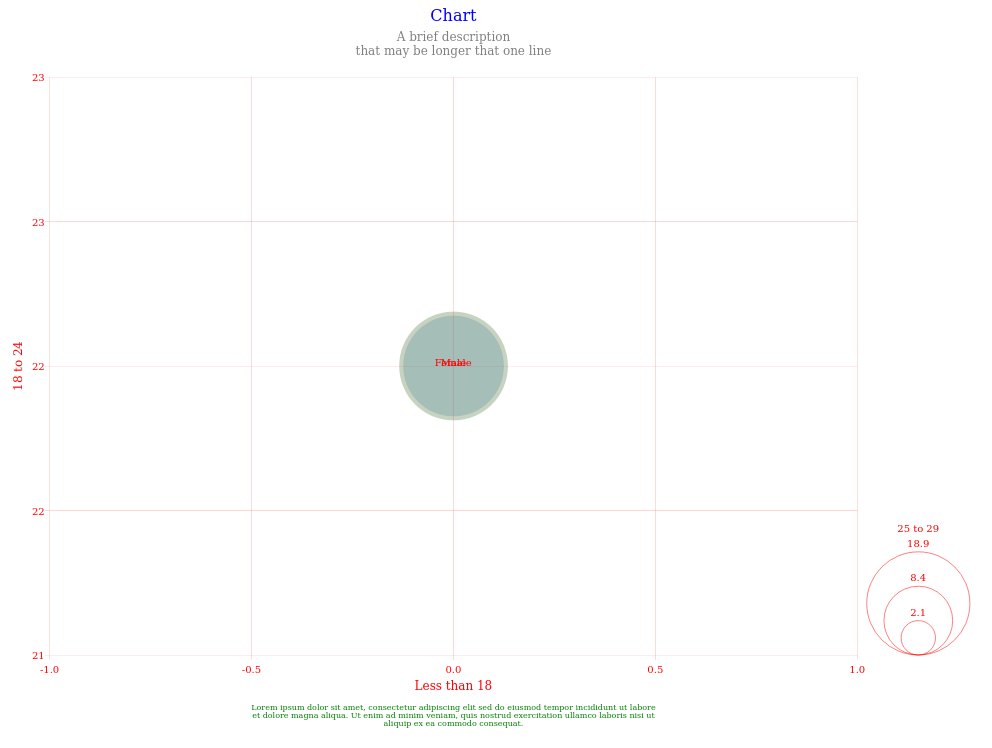 Chart
A brief description
that may be longer that one line
23
23
22
22
21
18 to 24
Female
Male
-1.0
-0.5
0.0
0.5
1.0
Less than 18
25 to 29
18.9
8.4
2.1
Lorem ipsum dolor sit amet, consectetur adipiscing elit sed do eiusmod tempor incididunt ut labore
et dolore magna aliqua. Ut enim ad minim veniam, quis nostrud exercitation ullamco laboris nisi ut
aliquip ex ea commodo consequat.